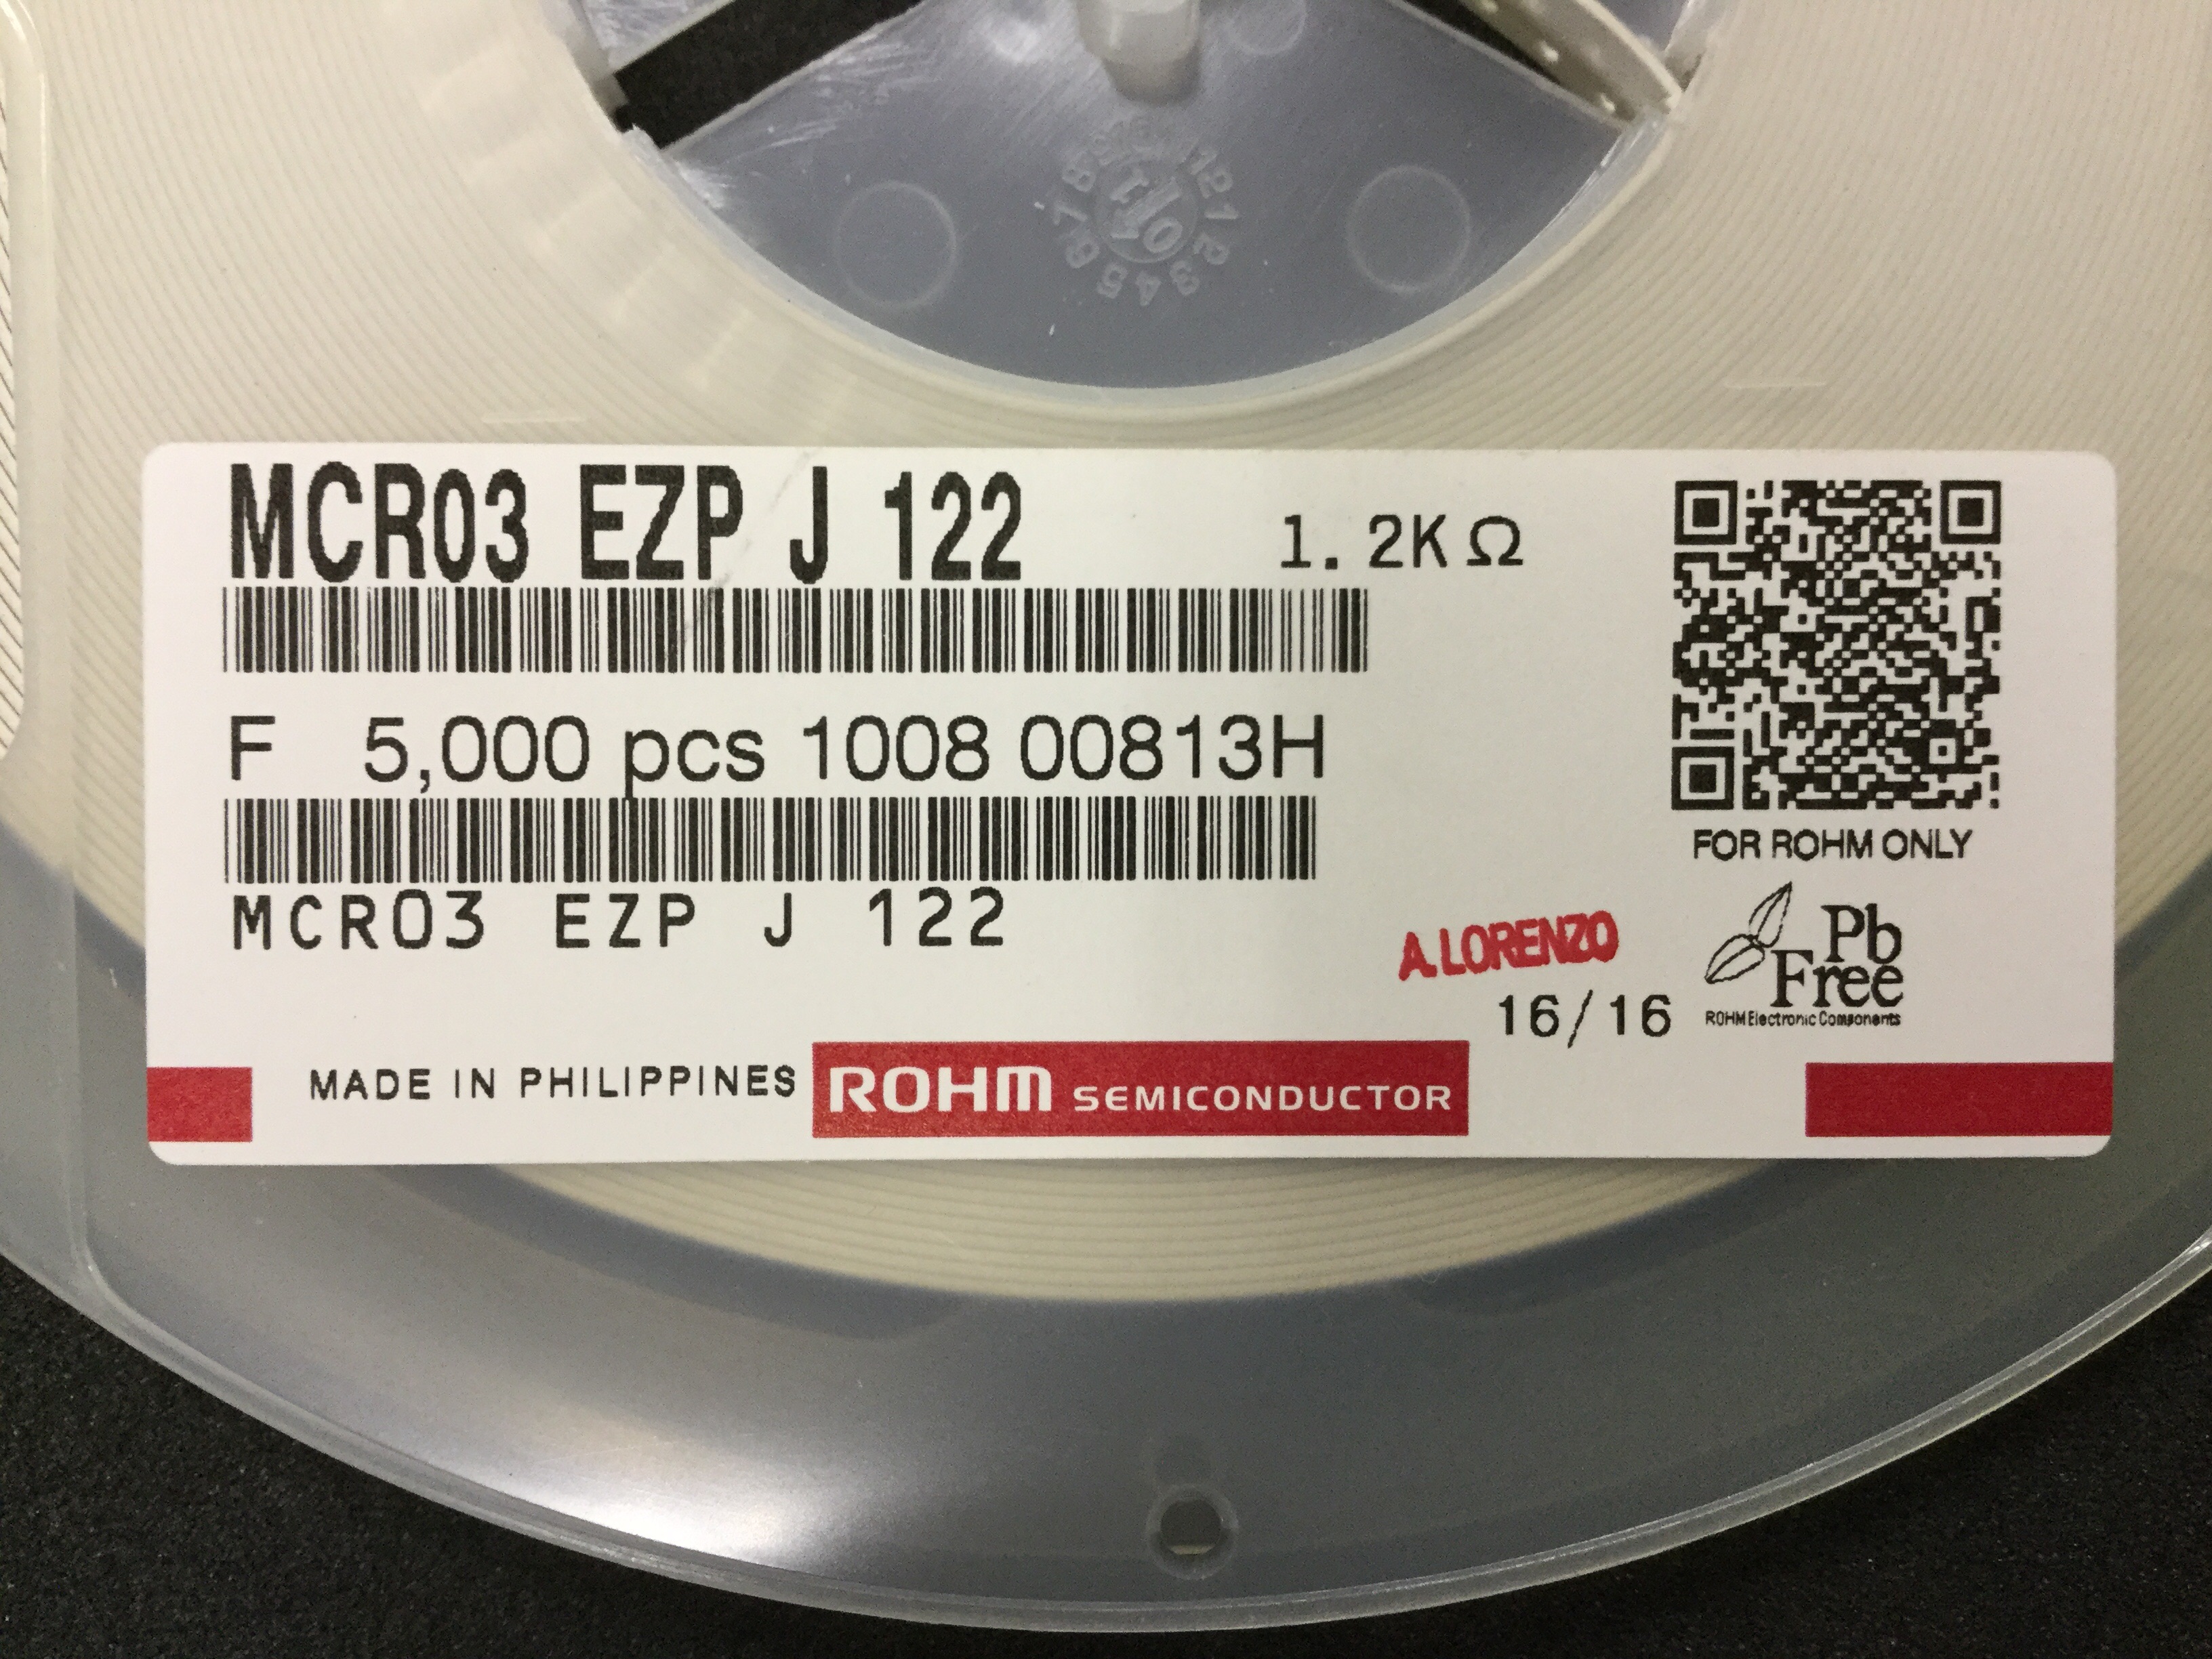 MCR03 EZP J 122
1.2KΩ
F 5,000 pcs 1008 00813H
MCR03 EZP J 122
FOR ROHM ONLY
A.LORENZO
Pb
Free
ROHM Electronic Components
16/16
MADE IN PHILIPPINES
ROHM SEMICONDUCTOR